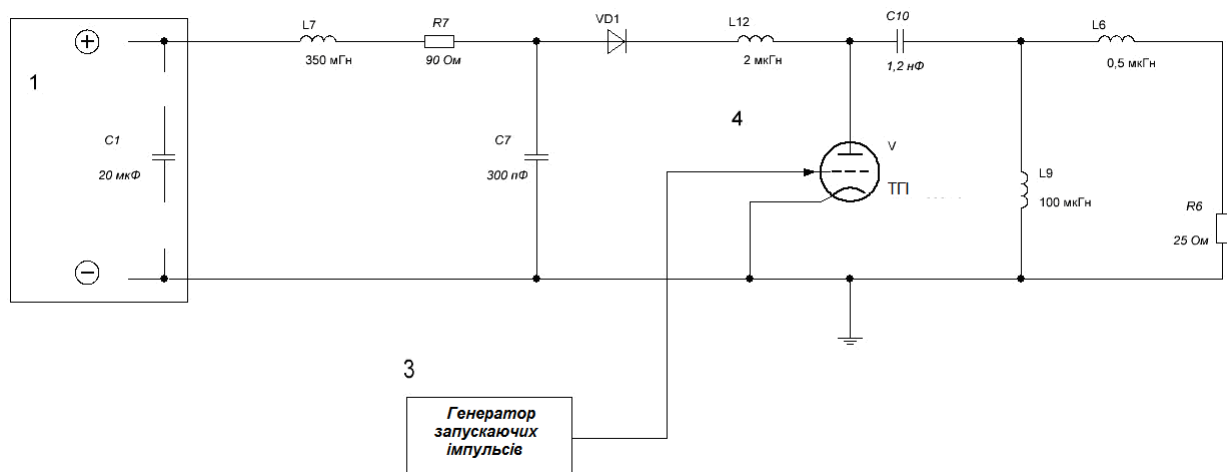 1
C1
20 мкФ
L7
350 мГн
R7
90 Ом
C7
300 пФ
VD1
L12
2 мкГн
4
V
ТГІ
C10
1,2 нФ
L9
100 мкГн
L6
0,5 мкГн
R6
25 Ом
3
Генератор
запускаючих
імпульсів